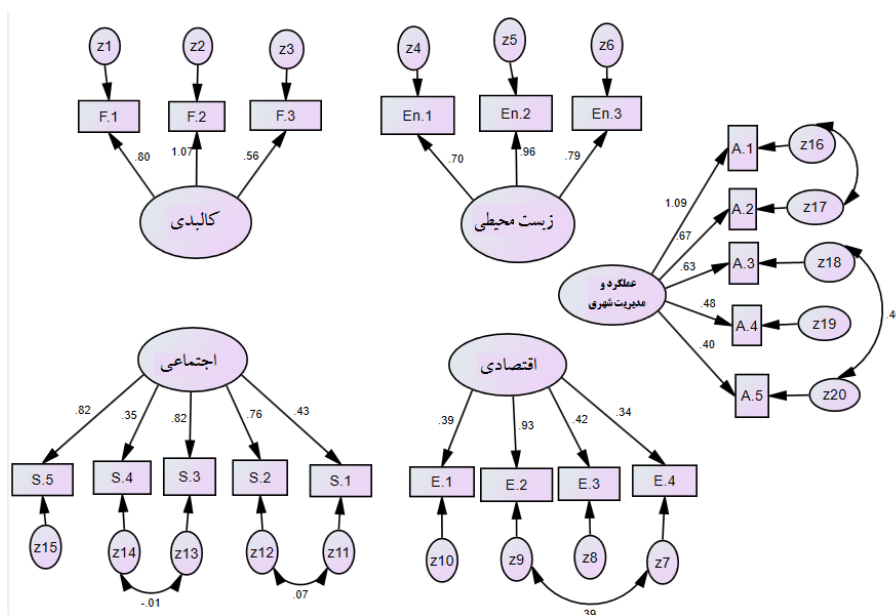 z1
z2
z3
F.1
F.2
F.3
.80
1.07
.56
کالبدی
z4
z5
z6
En.1
En.2
En.3
.70
.96
.79
زیست محیطی
A.1
z16
A.2
z17
A.3
z18
A.4
z19
A.5
z20
1.09
.67
.63
.48
.40
عملکرد و
مدیریت شهری
اجتماعی
.82
.35
.82
.76
.43
S.5
S.4
S.3
S.2
S.1
z15
z14
z13
z12
z11
-.01
.07
اقتصادی
.39
.93
.42
.34
E.1
E.2
E.3
E.4
z10
z9
z8
z7
.39